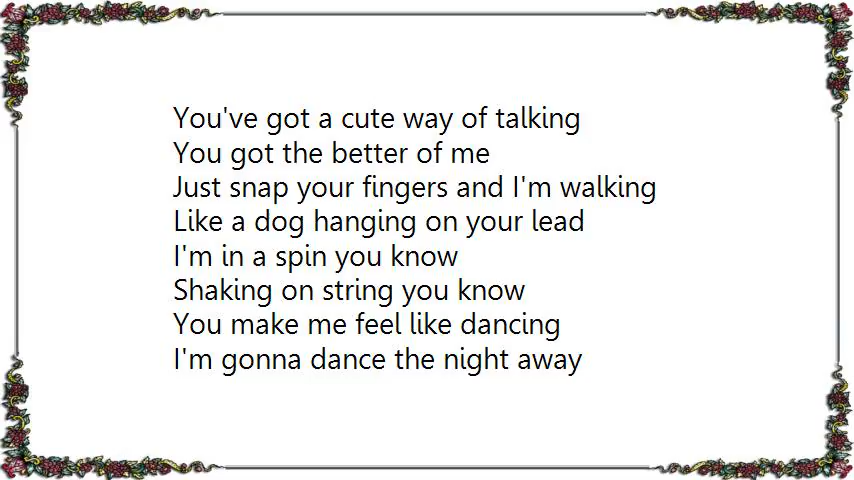 You've got a cute way of talking
You got the better of me
Just snap your fingers and I'm walking
Like a dog hanging on your lead
I'm in a spin you know
Shaking on string you know
You make me feel like dancing
I'm gonna dance the night away